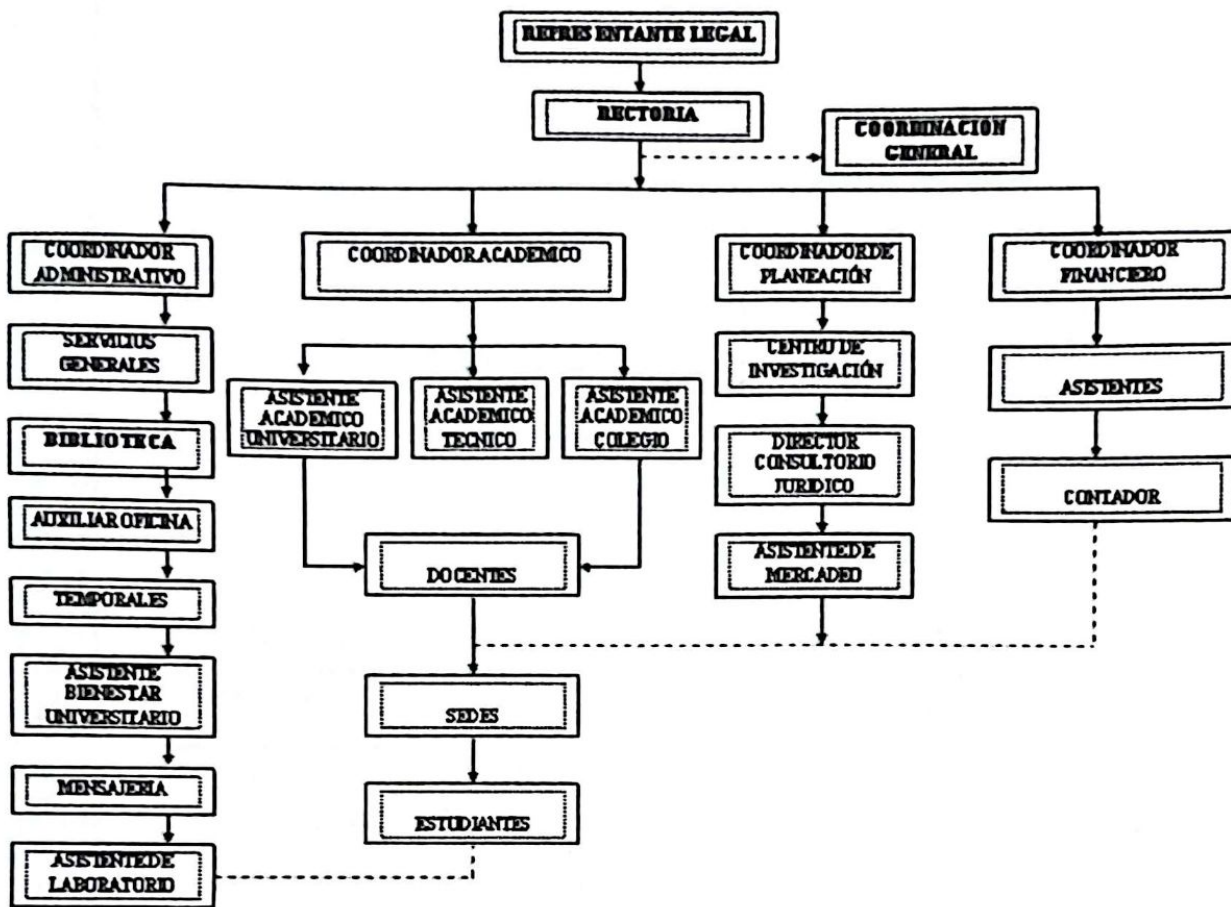 REPRESENTANTE LEGAL
RECTORIA
COORDINACIÓN
GENERAL
COORDINADOR
ADMINISTRATIVO
COORDINADOR ACADEMICO
COORDINADOR DE
PLANEACIÓN
COORDINADOR
FINANCIERO
SERVICIOS
GENERALES
CENTRO DE
INVESTIGACIÓN
ASISTENTES
ASISTENTE
ACADEMICO
UNIVERSITARIO
ASISTENTE
ACADEMICO
TECNICO
ASISTENTE
ACADEMICO
COLEGIO
BIBLIOTECA
DIRECTOR
CONSULTORIO
JURIDICO
CONTADOR
AUXILIAR OFICINA
DOCENTES
ASISTENTE DE
MERCADEO
TEMPORALES
ASISTENTE
BIENESTAR
UNIVERSITARIO
SEDES
MENSAJERIA
ESTUDIANTES
ASISTENTE DE
LABORATORIO